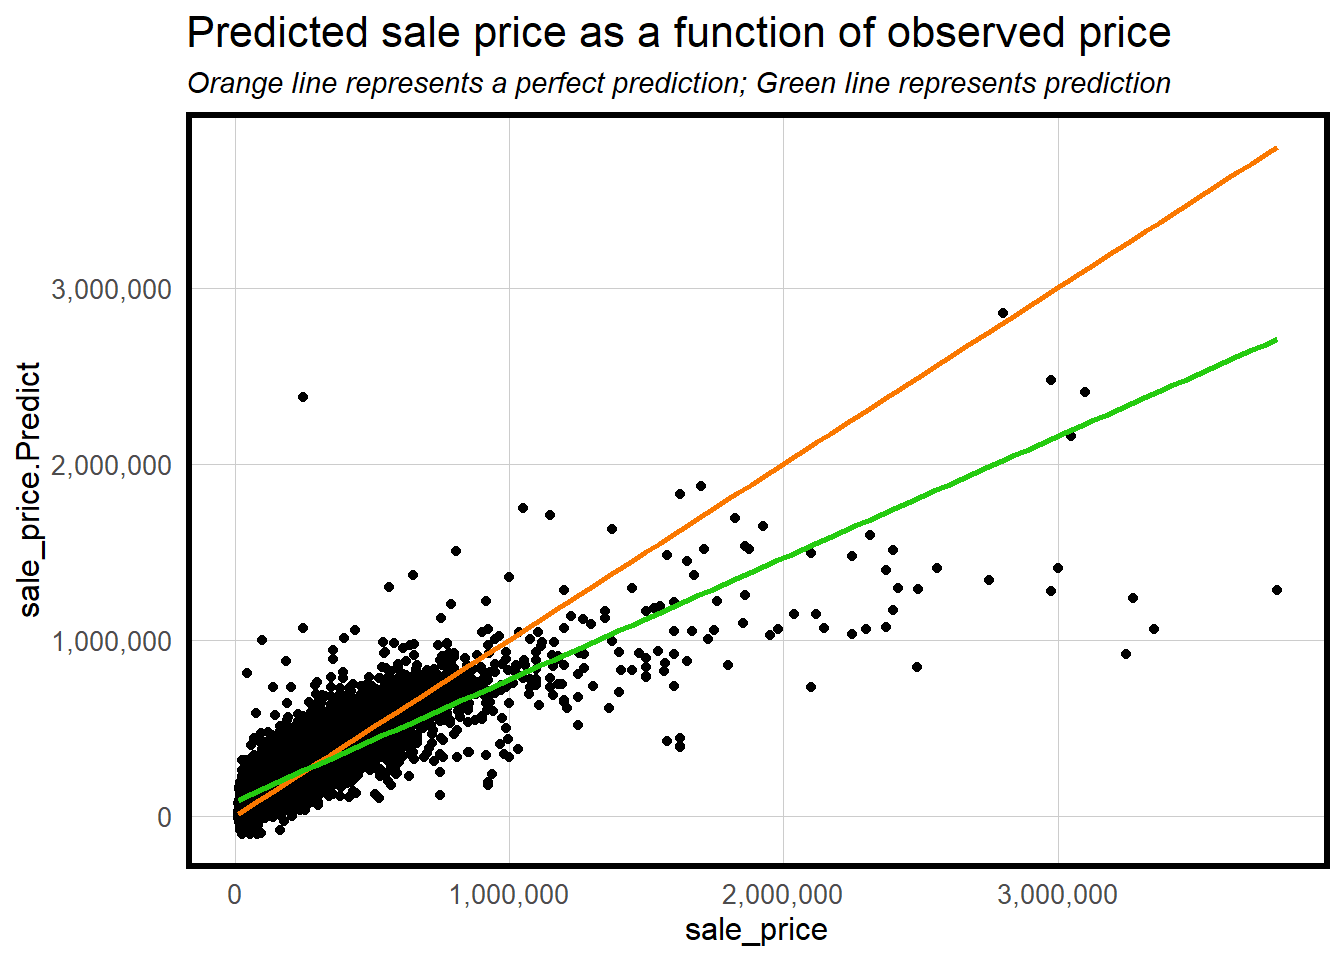 Predicted sale price as a function of observed price
Orange line represents a perfect prediction; Green line represents prediction
sale_price.Predict
3,000,000
2,000,000
1,000,000
0
0 1,000,000 2,000,000 3,000,000
sale_price